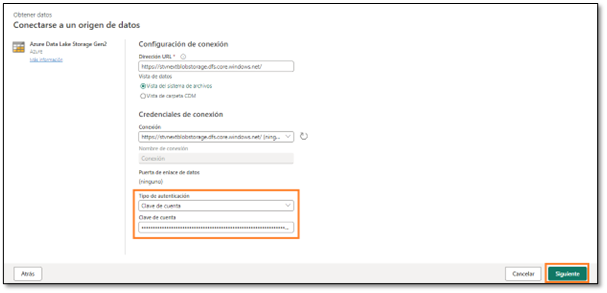 Obtener datos
Conectarse a un origen de datos
Azure Data Lake Storage Gen2
Azure
Más información
Configuración de conexión
Dirección URL *
https://stvnextblobstorage.dfs.core.windows.net/
Vista de datos
Vista del sistema de archivos
Vista de carpeta CDM
Credenciales de conexión
Conexión
https://stvnextblobstorage.dfs.core.windows.net/ (ning...
Nombre de conexión
Conexión
Puerta de enlace de datos
(ninguno)
Tipo de autenticación
Clave de cuenta
Clave de cuenta
Atrás
Cancelar
Siguiente